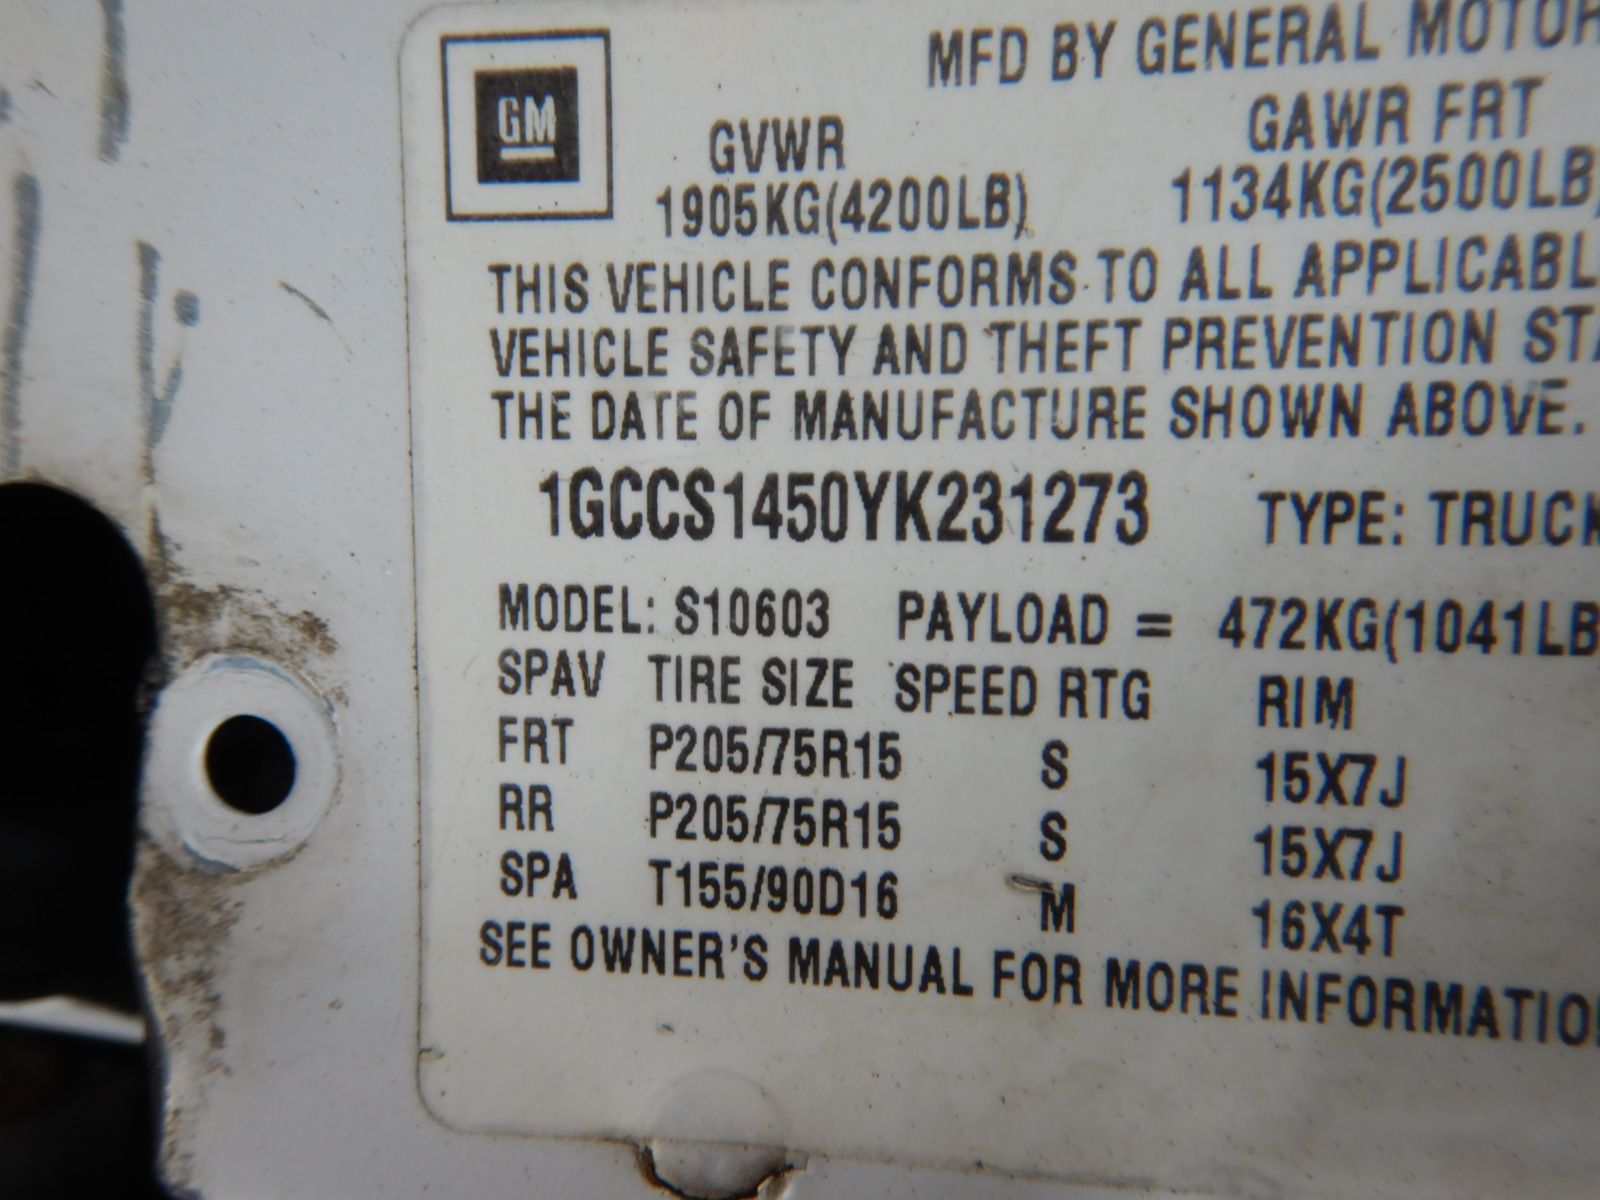 MFD BY GENERAL MOTOR
GM
GVWR GAWR FRT
1905KG(4200LB) 1134KG(2500LB)
THIS VEHICLE CONFORMS TO ALL APPLICABL
VEHICLE SAFETY AND THEFT PREVENTION STA
THE DATE OF MANUFACTURE SHOWN ABOVE.
1GCCS1450YK231273 TYPE: TRUCK
MODEL: S10603 PAYLOAD = 472KG(1041LB
SPAV TIRE SIZE SPEED RTG RIM
FRT P205/75R15 S 15X7J
RR P205/75R15 S 15X7J
SPA T155/90D16 M 16X4T
SEE OWNER'S MANUAL FOR MORE INFORMATIO